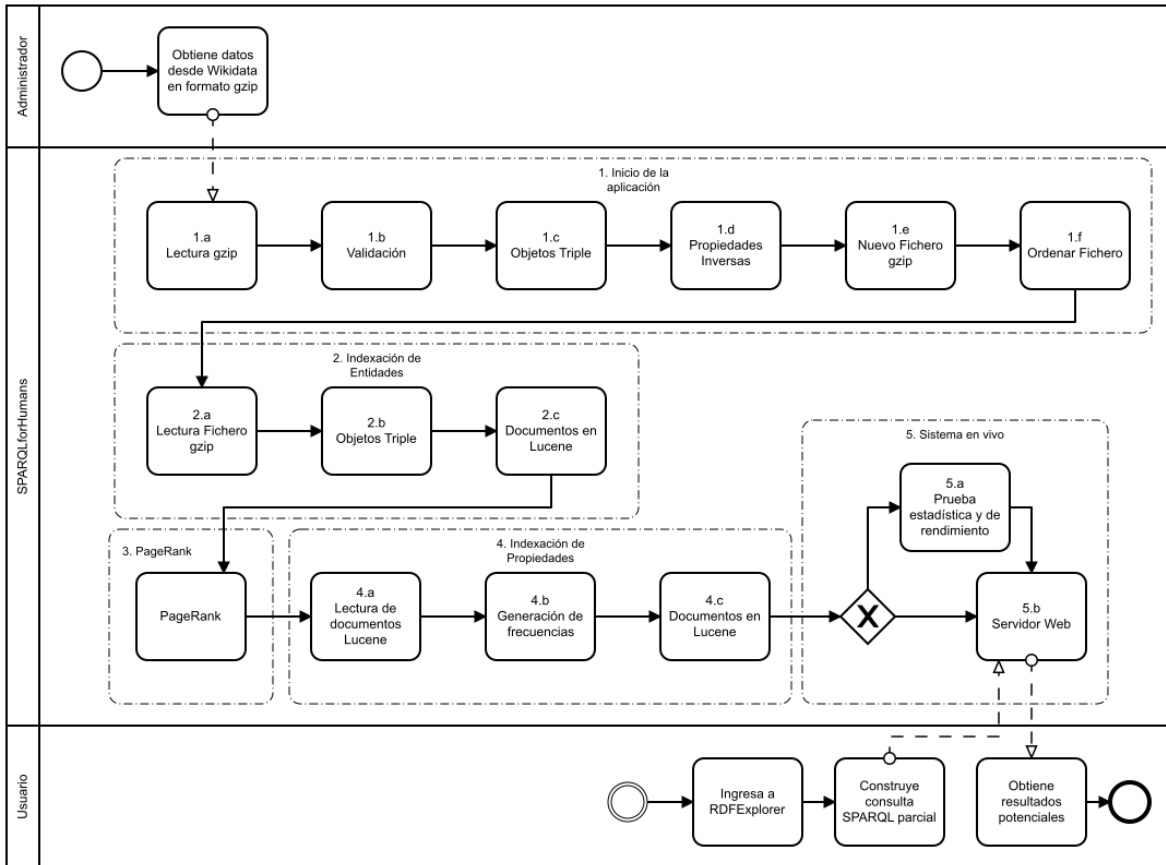 Administrador
Obtiene datos
desde Wikidata
en formato gzip
SPARQLforHumans
1. Inicio de la
aplicación
1.a
Lectura gzip
1.b
Validación
1.c
Objetos Triple
1.d
Propiedades
Inversas
1.e
Nuevo Fichero
gzip
1.f
Ordenar Fichero
2. Indexación de
Entidades
2.a
Lectura Fichero
gzip
2.b
Objetos Triple
2.c
Documentos en
Lucene
3. PageRank
PageRank
4. Indexación de
Propiedades
4.a
Lectura de
documentos
Lucene
4.b
Generación de
frecuencias
4.c
Documentos en
Lucene
5. Sistema en vivo
5.a
Prueba
estadística y de
rendimiento
X
5.b
Servidor Web
Usuario
Ingresa a
RDFExplorer
Construye
consulta
SPARQL parcial
Obtiene
resultados
potenciales